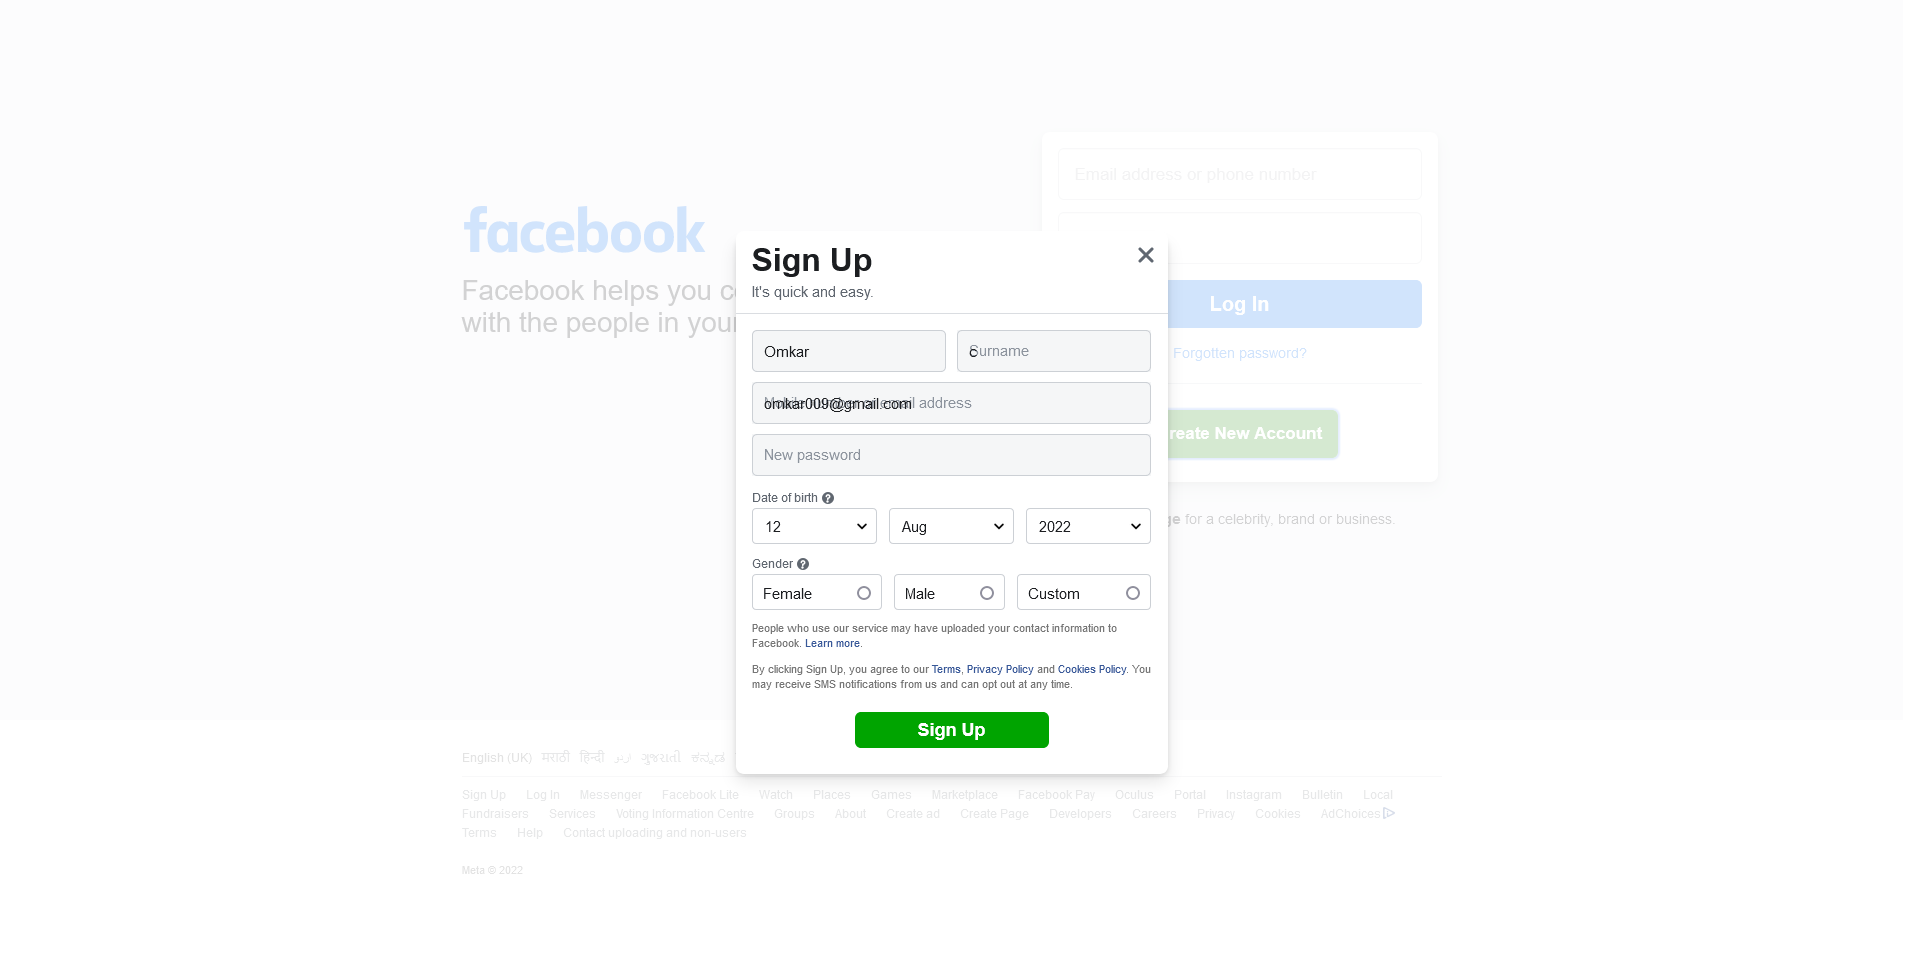 facebook
Facebook helps you c
with the people in your
Email address or phone number
Log In
Forgotten password?
reate New Account
ge for a celebrity, brand or business.
Sign Up
It's quick and easy.
Omkar
Surname
omkar009@gmail.com
Mobile number or email address
New password
Date of birth
12 Aug 2022
Gender
Female Male Custom
People who use our service may have uploaded your contact information to
Facebook. Learn more.
By clicking Sign Up, you agree to our Terms, Privacy Policy and Cookies Policy. You
may receive SMS notifications from us and can opt out at any time.
Sign Up
English (UK) मराठी हिन्दी اردو ગુજરાતી ಕನ್ನಡ
Sign Up Log In Messenger Facebook Lite Watch Places Games Marketplace Facebook Pay Oculus Portal Instagram Bulletin Local
Fundraisers Services Voting Information Centre Groups About Create ad Create Page Developers Careers Privacy Cookies AdChoices
Terms Help Contact uploading and non-users
Meta © 2022